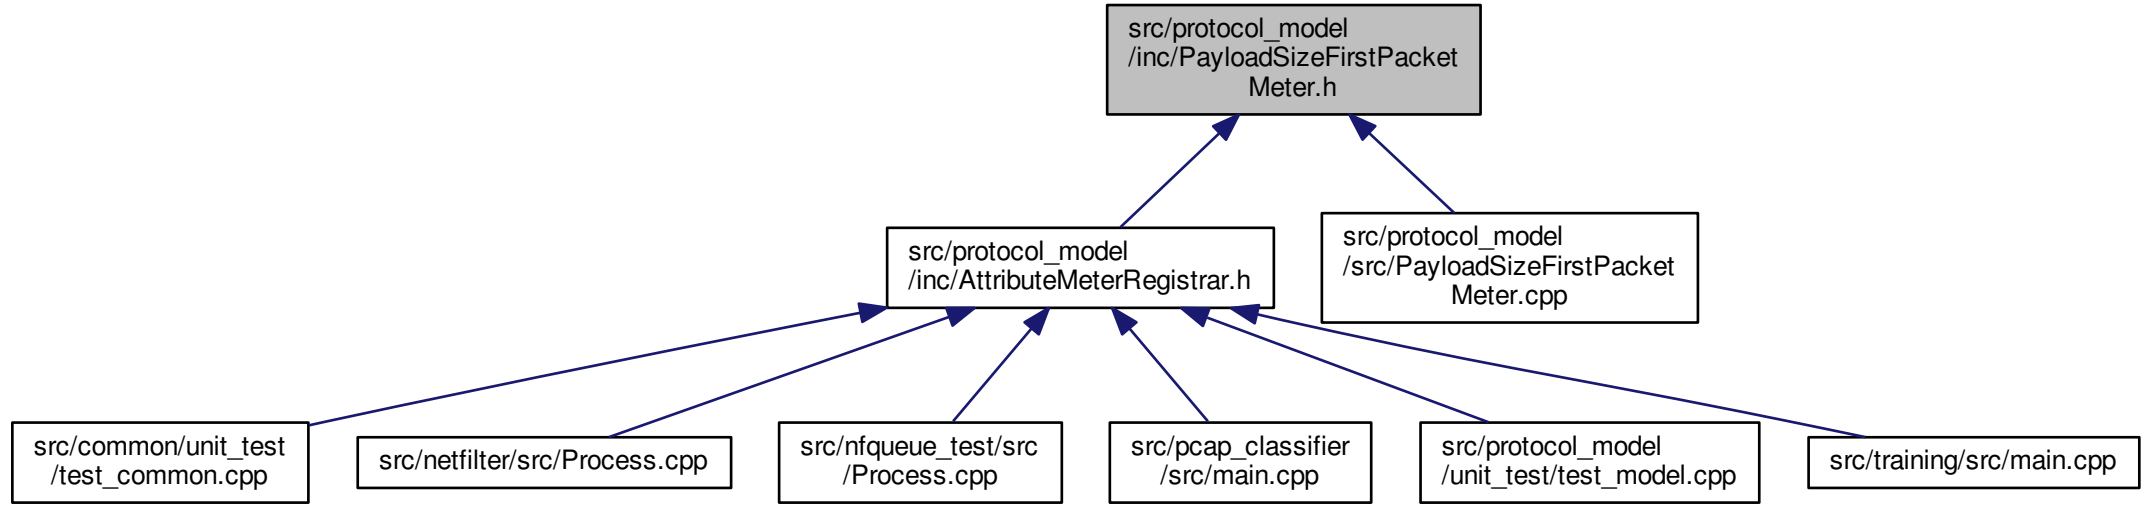 src/protocol_model
/inc/PayloadSizeFirstPacket
Meter.h
src/protocol_model
/inc/AttributeMeterRegistrar.h
src/protocol_model
/src/PayloadSizeFirstPacket
Meter.cpp
src/common/unit_test
/test_common.cpp
src/netfilter/src/Process.cpp
src/nfqueue_test/src
/Process.cpp
src/pcap_classifier
/src/main.cpp
src/protocol_model
/unit_test/test_model.cpp
src/training/src/main.cpp